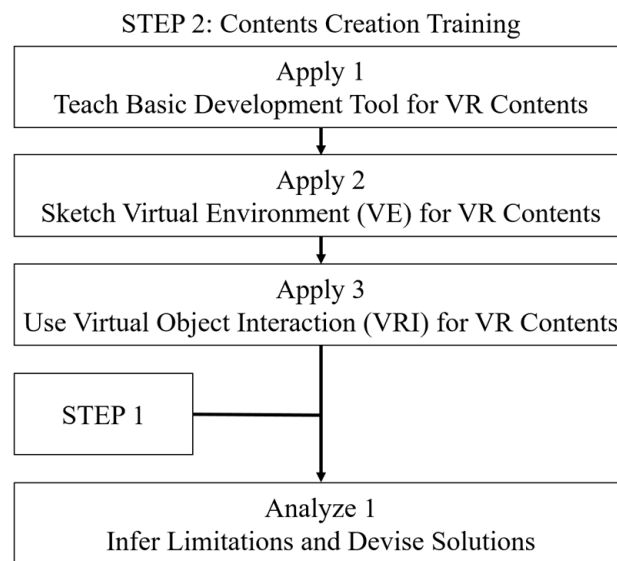 STEP 2: Contents Creation Training
Apply 1
Teach Basic Development Tool for VR Contents
Apply 2
Sketch Virtual Environment (VE) for VR Contents
Apply 3
Use Virtual Object Interaction (VRI) for VR Contents
STEP 1
Analyze 1
Infer Limitations and Devise Solutions